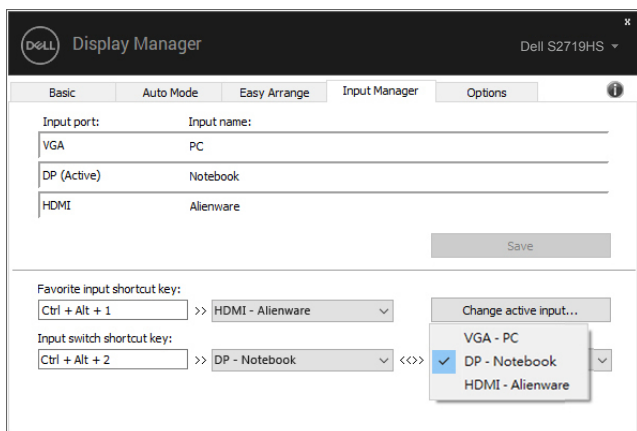 x
DELL Display Manager Dell S2719HS
Basic Auto Mode Easy Arrange Input Manager Options
Input port: Input name:
VGA PC
DP (Active) Notebook
HDMI Alienware
Save
Favorite input shortcut key:
Ctrl + Alt + 1 >> HDMI - Alienware Change active input...
Input switch shortcut key:
Ctrl + Alt + 2 >> DP - Notebook <<>>
VGA - PC
DP - Notebook
HDMI - Alienware